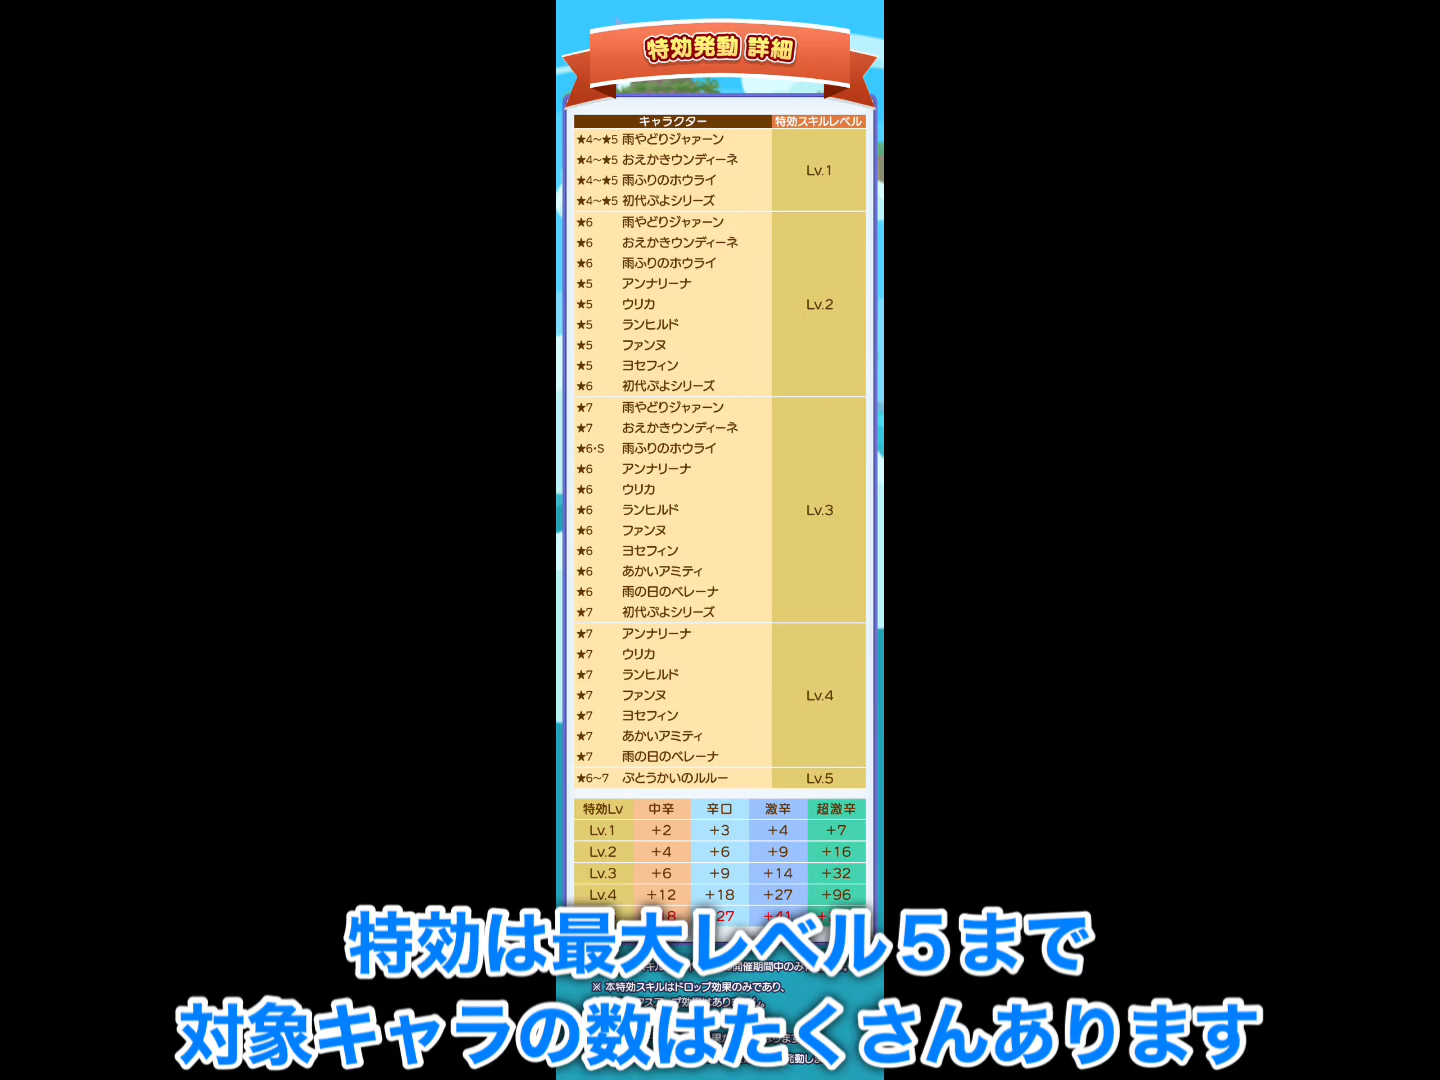 特効発動 詳細
キャラクター 特効スキルレベル
★4~★5 雨やどりジャァーン
★4~★5 おえかきウンディーネ
★4~★5 雨ふりのホウライ
★4~★5 初代ぷよシリーズ
Lv.1
★6 雨やどりジャァーン
★6 おえかきウンディーネ
★6 雨ふりのホウライ
★5 アンナリーナ
★5 ウリカ
★5 ランヒルド
★5 ファンヌ
★5 ヨセフィン
★6 初代ぷよシリーズ
Lv.2
★7 雨やどりジャァーン
★7 おえかきウンディーネ
★6・S 雨ふりのホウライ
★6 アンナリーナ
★6 ウリカ
★6 ランヒルド
★6 ファンヌ
★6 ヨセフィン
★6 あかいアミティ
★6 雨の日のベレーナ
★7 初代ぷよシリーズ
Lv.3
★7 アンナリーナ
★7 ウリカ
★7 ランヒルド
★7 ファンヌ
★7 ヨセフィン
★7 あかいアミティ
★7 雨の日のベレーナ
Lv.4
★6~7 ぶとうかいのルルー Lv.5
特効Lv 中辛 辛口 激辛 超激辛
Lv.1 +2 +3 +4 +7
Lv.2 +4 +6 +9 +16
Lv.3 +6 +9 +14 +32
Lv.4 +12 +18 +27 +96
特効は最大レベル５まで
※ 本特効スキルはドロップ効果のみであり、
対象キャラの数はたくさんあります